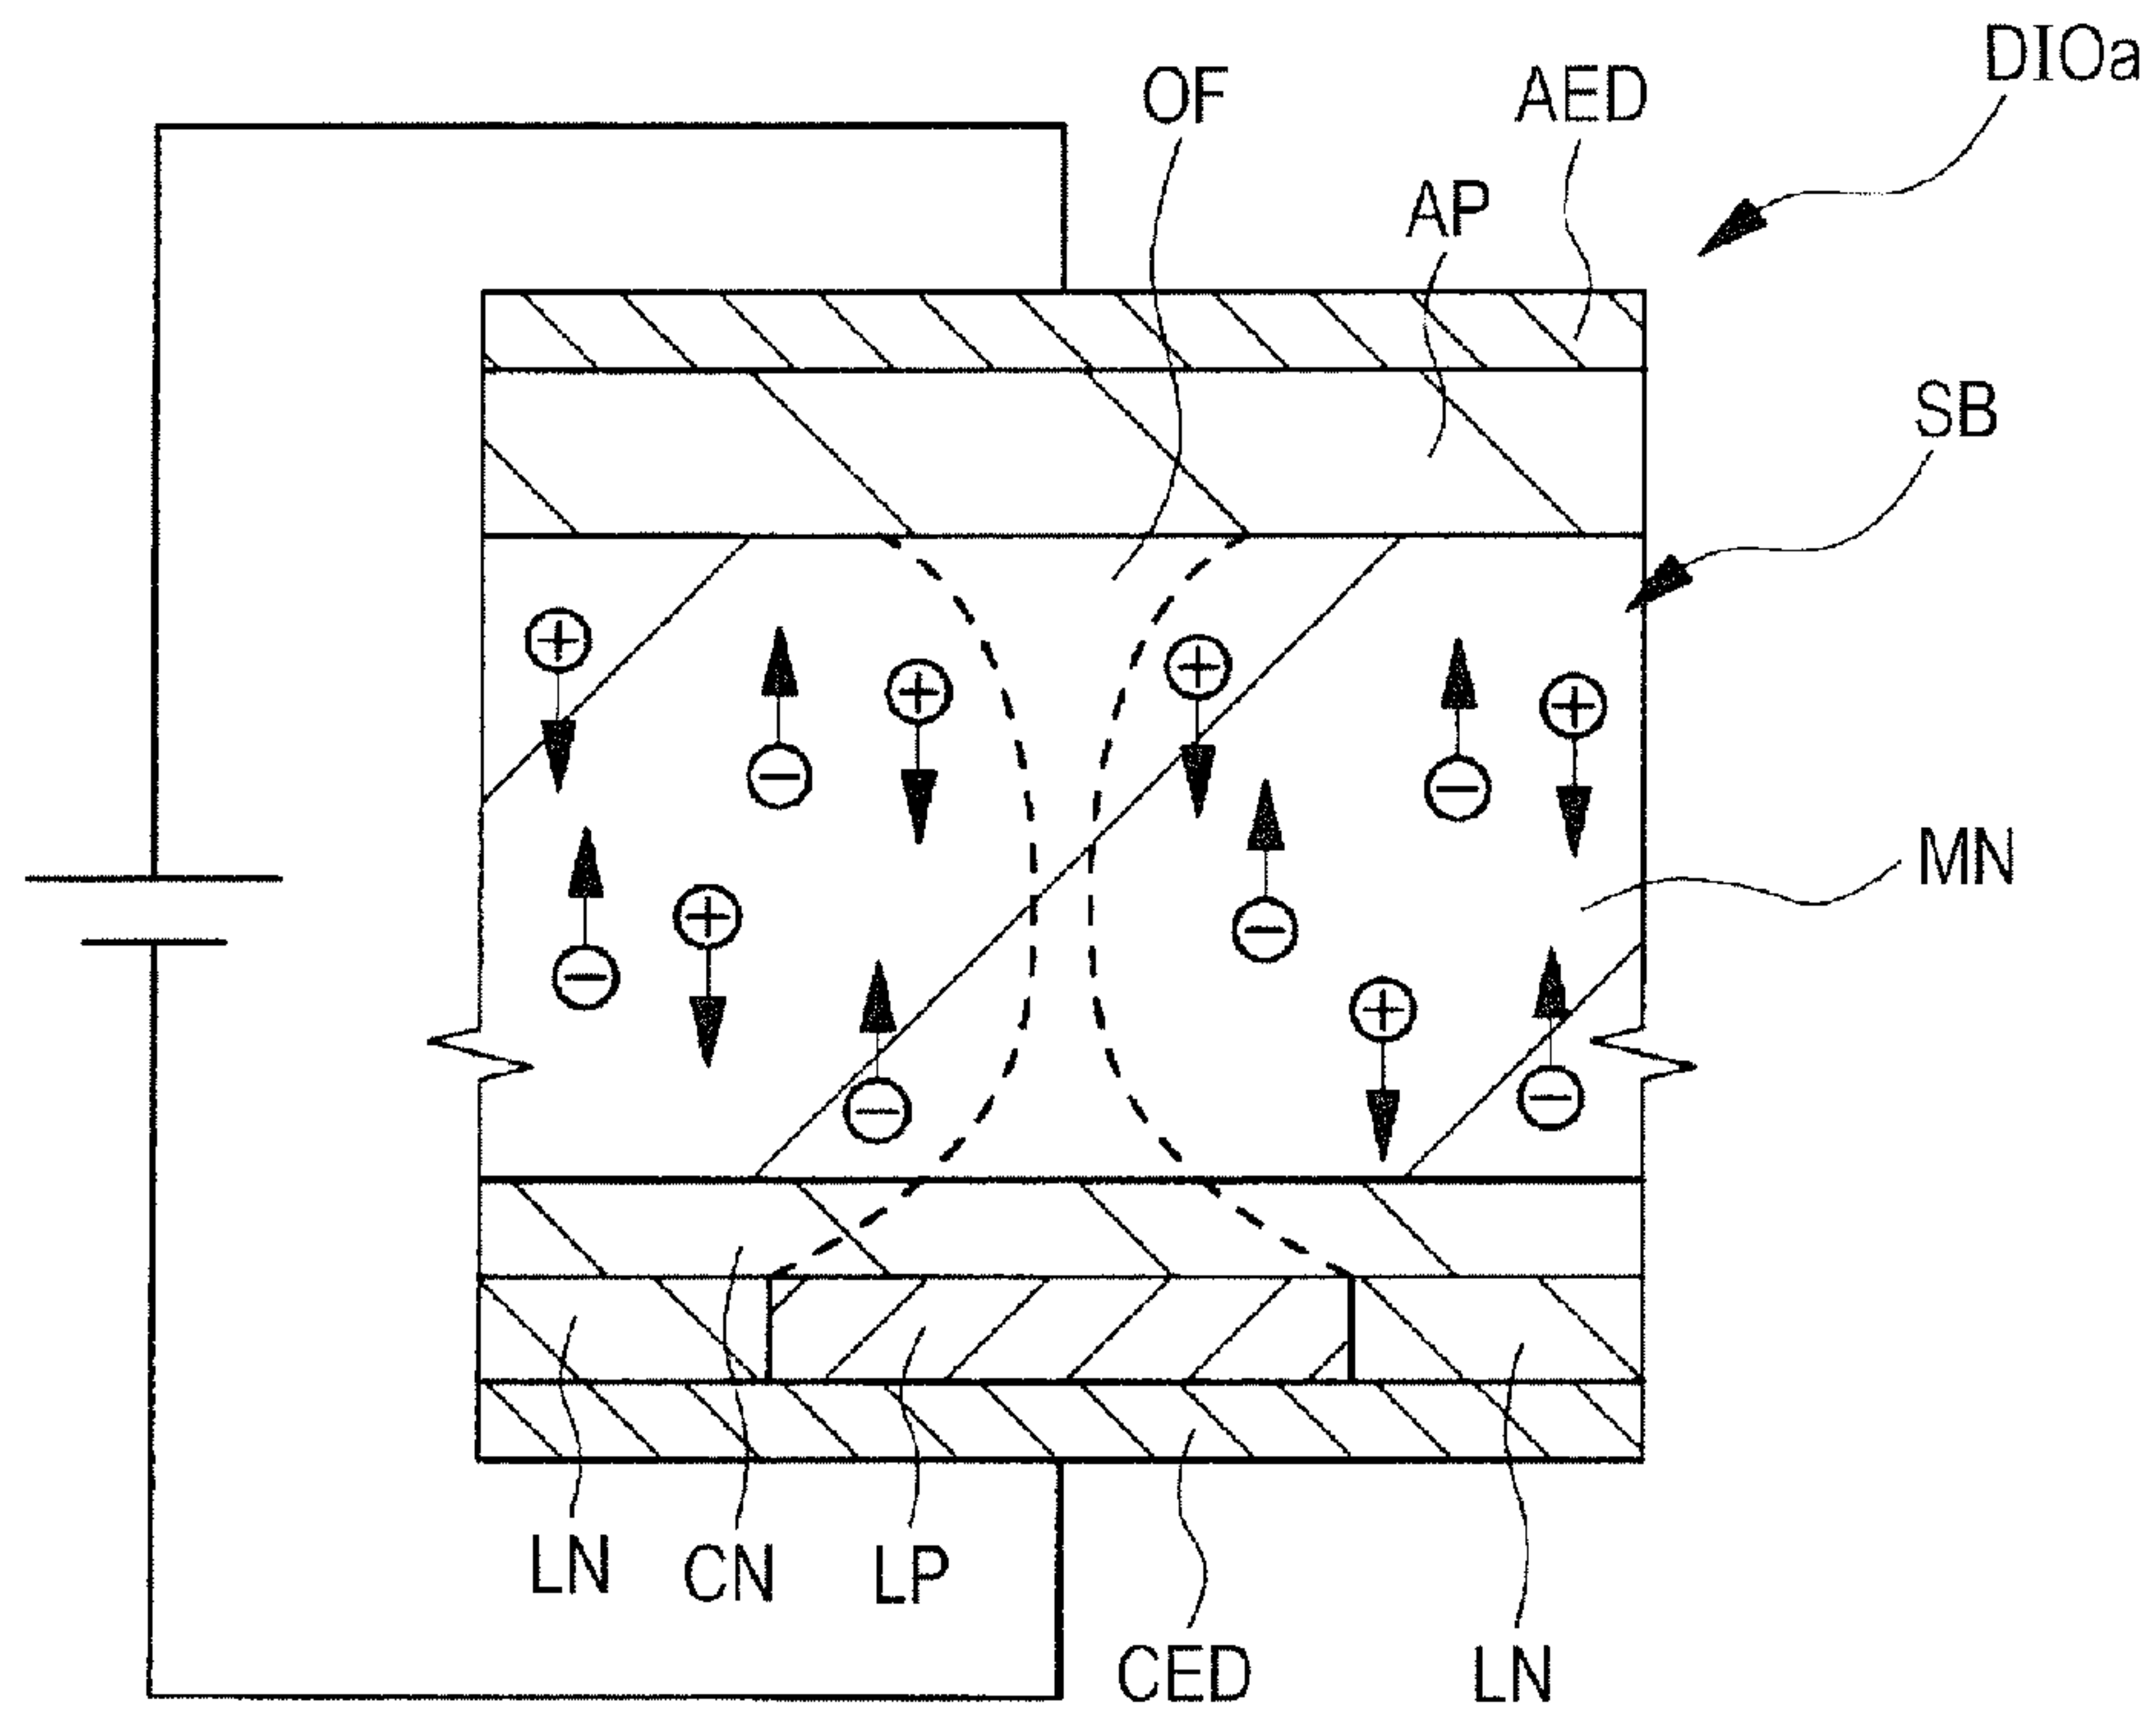 DIOa
OF
AED
AP
SB
MN
LN
CN
LP
CED
LN